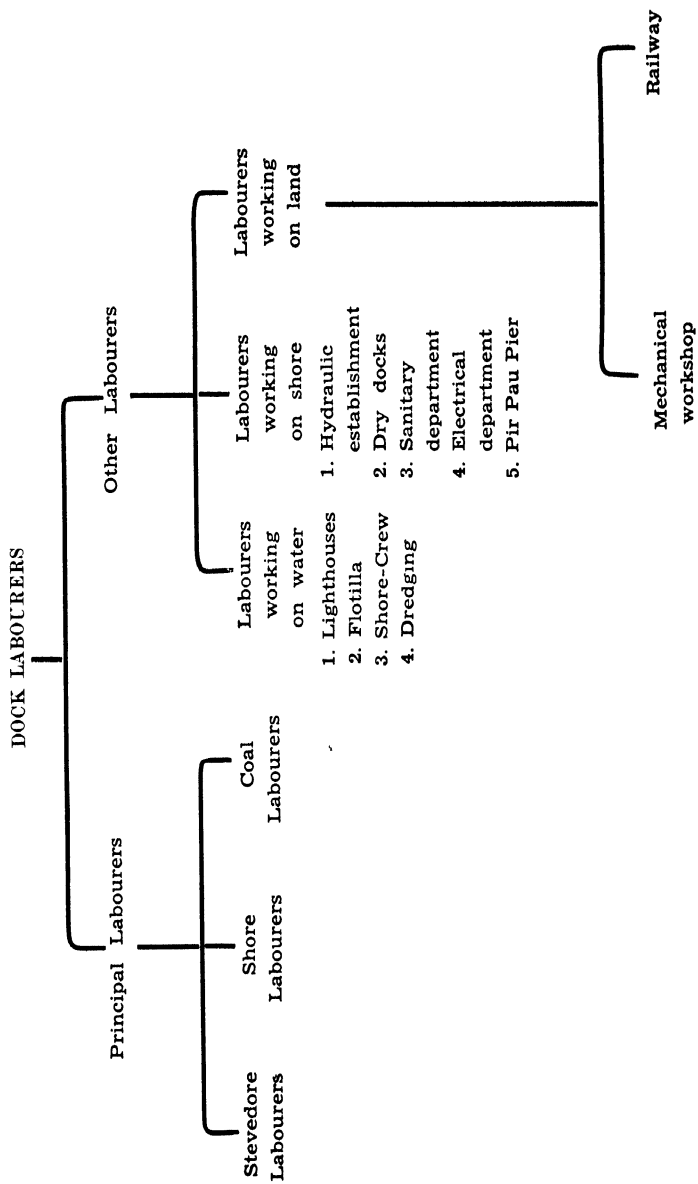 DOCK LABOURERS
Principal Labourers
Other Labourers
Stevedore
Labourers
Shore
Labourers
Coal
Labourers
Labourers
working
on water
1. Lighthouses
2. Flotilla
3. Shore-Crew
4. Dredging
Labourers
working
on shore
1. Hydraulic
establishment
2. Dry docks
3. Sanitary
department
4. Electrical
department
5. Pir Pau Pier
Labourers
working
on land
Mechanical
workshop
Railway